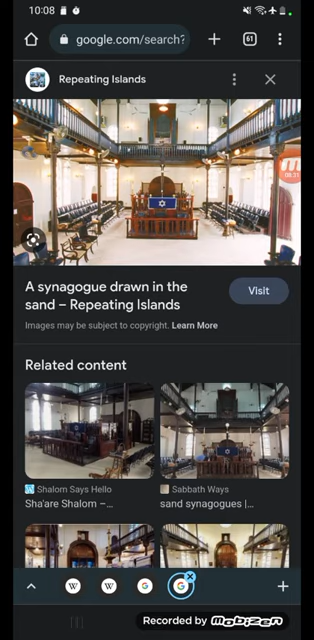 10:08
google.com/search?
61
Repeating Islands
08:31
A synagogue drawn in the
sand – Repeating Islands
Visit
Images may be subject to copyright. Learn More
Related content
Shalom Says Hello
Sha'are Shalom –...
Sabbath Ways
sand synagogues |...
W
W
G
G
Recorded by mobizen